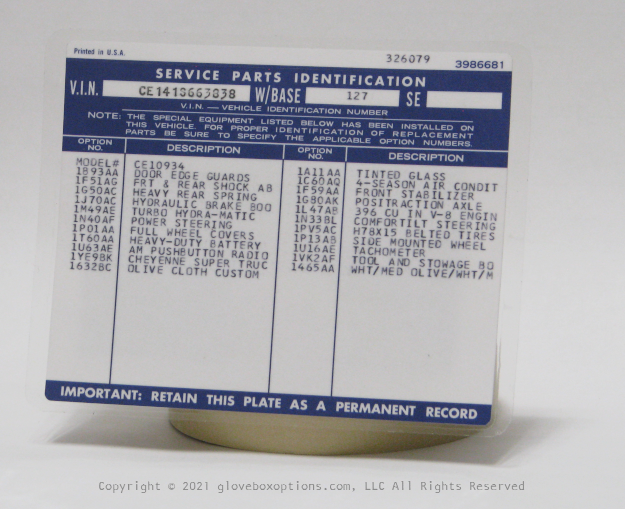 Printed in U.S.A. 326079 3986681
SERVICE PARTS IDENTIFICATION
V.I.N. CE141S663838 W/BASE 127 SE
V.I.N. — VEHICLE IDENTIFICATION NUMBER
NOTE: THE SPECIAL EQUIPMENT LISTED BELOW HAS BEEN INSTALLED ON
THIS VEHICLE. FOR PROPER IDENTIFICATION OF REPLACEMENT
PARTS BE SURE TO SPECIFY THE APPLICABLE OPTION NUMBERS.
OPTION NO. DESCRIPTION OPTION NO. DESCRIPTION
MODEL# CE10934
1B93AA DOOR EDGE GUARDS 1A11AA TINTED GLASS
1F51AG FRT & REAR SHOCK AB 1C60AQ 4-SEASON AIR CONDIT
1G50AC HEAVY REAR SPRING 1F59AA FRONT STABILIZER
1J70AC HYDRAULIC BRAKE BOO 1G80AK POSITRACTION AXLE
1M49AE TURBO HYDRA-MATIC 1L47AB 396 CU IN V-8 ENGIN
1N40AF POWER STEERING 1N33BL COMFORTILT STEERING
1P01AA FULL WHEEL COVERS 1PV5AC H78X15 BELTED TIRES
1T60AA HEAVY-DUTY BATTERY 1P13AB SIDE MOUNTED WHEEL
1U63AE AM PUSHBUTTON RADIO 1U16AE TACHOMETER
1YE9BK CHEYENNE SUPER TRUC 1VK2AF TOOL AND STOWAGE BO
1632BC OLIVE CLOTH CUSTOM 1465AA WHT/MED OLIVE/WHT/M
IMPORTANT: RETAIN THIS PLATE AS A PERMANENT RECORD
Copyright © 2021 gloveboxoptions.com, LLC All Rights Reserved